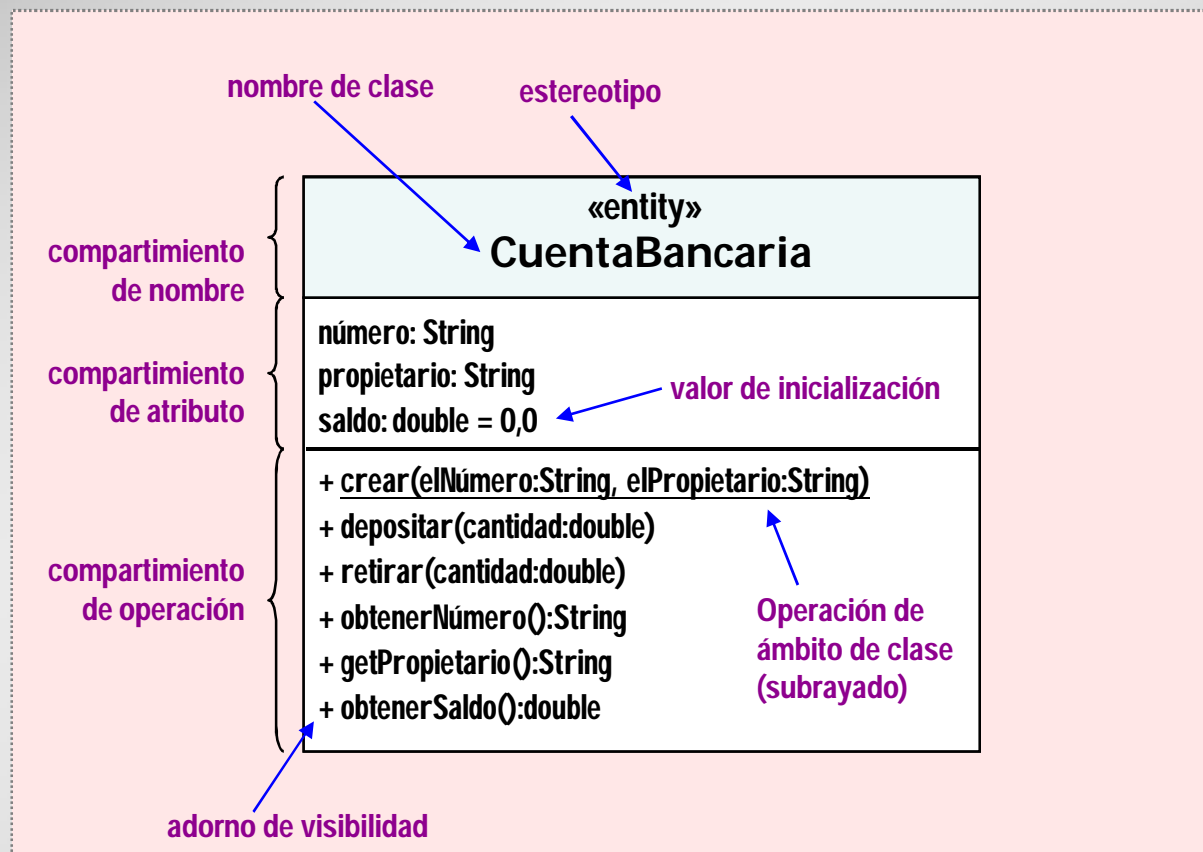 nombre de clase
estereotipo
«entity»
CuentaBancaria
compartimiento
de nombre
número: String
propietario: String
saldo: double = 0,0
valor de inicialización
compartimiento
de atributo
+ crear(elNúmero:String, elPropietario:String)
+ depositar(cantidad:double)
+ retirar(cantidad:double)
+ obtenerNúmero():String
+ getPropietario():String
+ obtenerSaldo():double
compartimiento
de operación
Operación de
ámbito de clase
(subrayado)
adorno de visibilidad